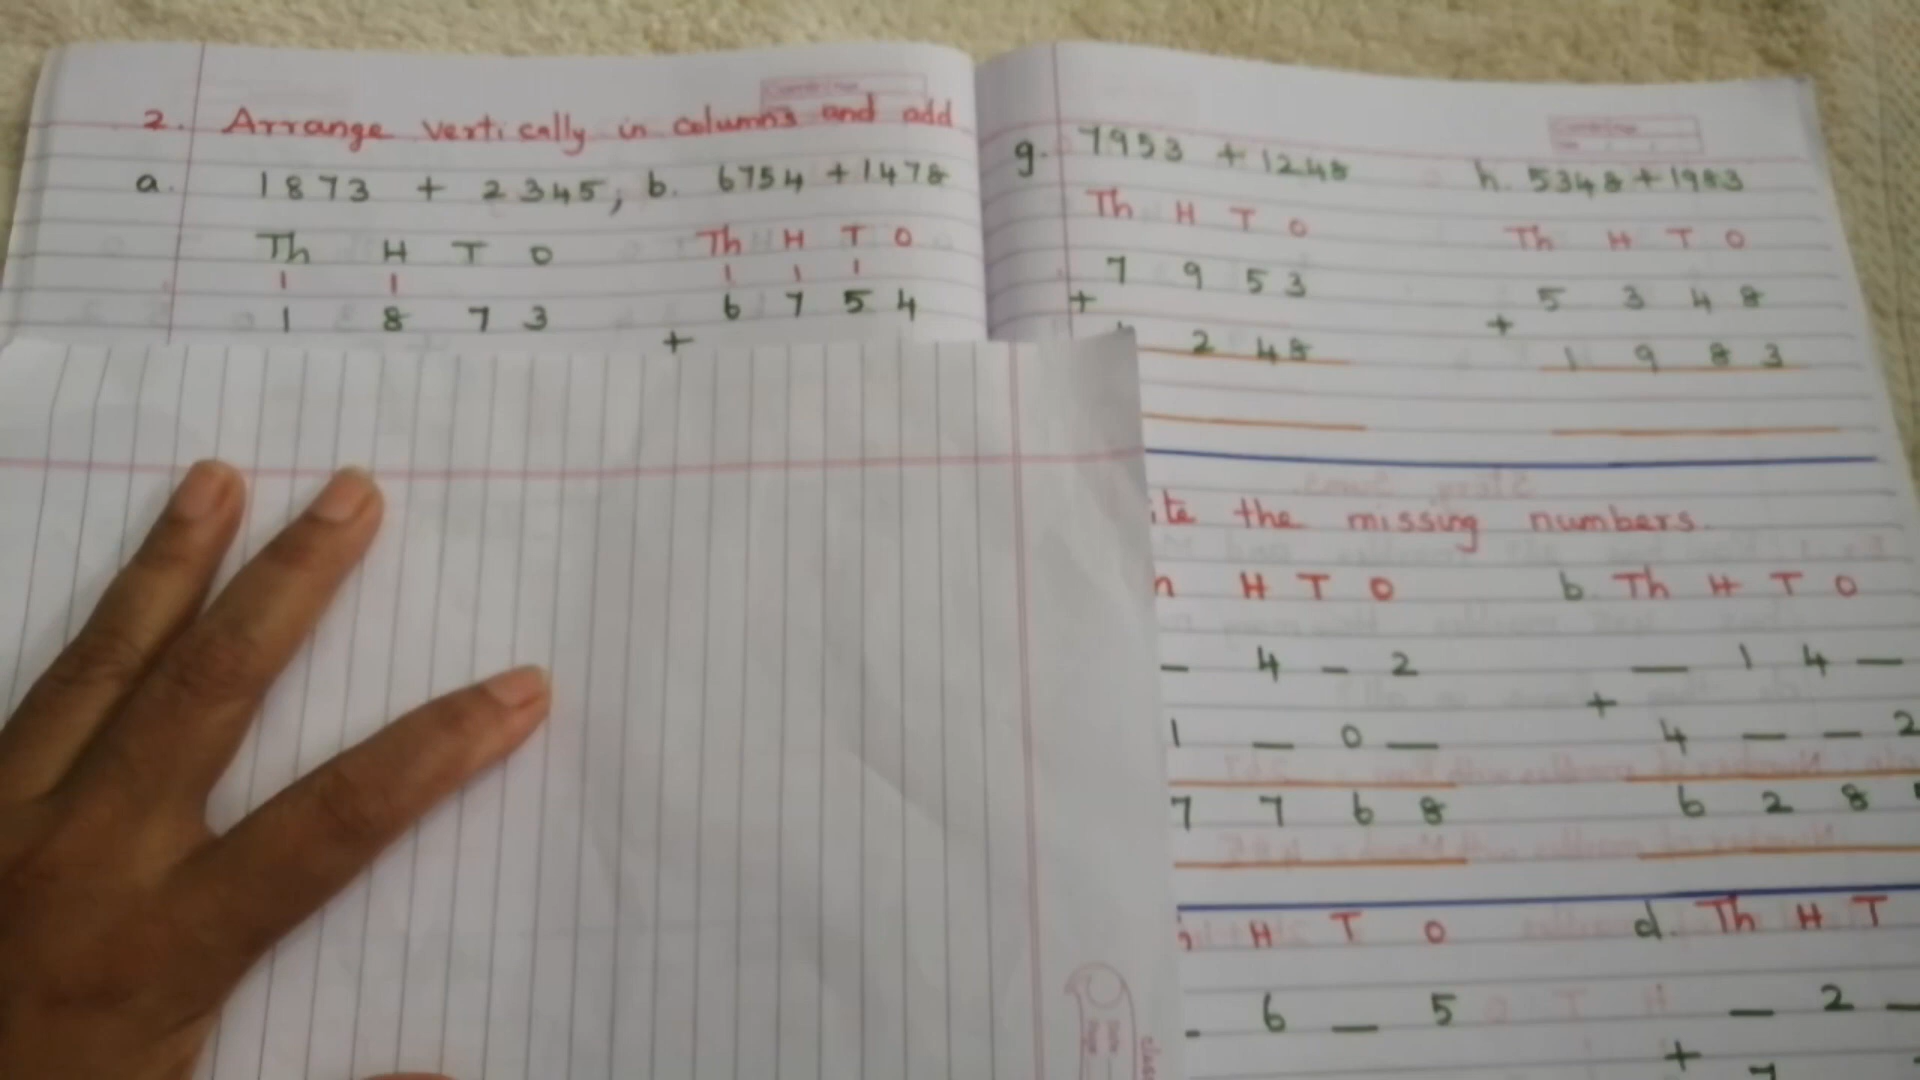 2. Arrange vertically in columns and add
a. 1873 + 2345, b. 6754 + 1478
Th H T O Th H T O
1 1 1 1 1
1 8 7 3 6 7 5 4
+
g. 7953 + 1248 h. 5348 + 1983
Th H T O Th H T O
7 9 5 3 5 3 4 8
+ +
2 4 8 1 9 8 3
ite the missing numbers.
H T O b. Th H T O
_ 4 _ 2 _ 1 4 _
+
1 _ 0 _ 4 _ _ 2
7 7 6 8 6 2 8
H T O d. Th H T
_ 6 _ 5 _ 2 _
+
7